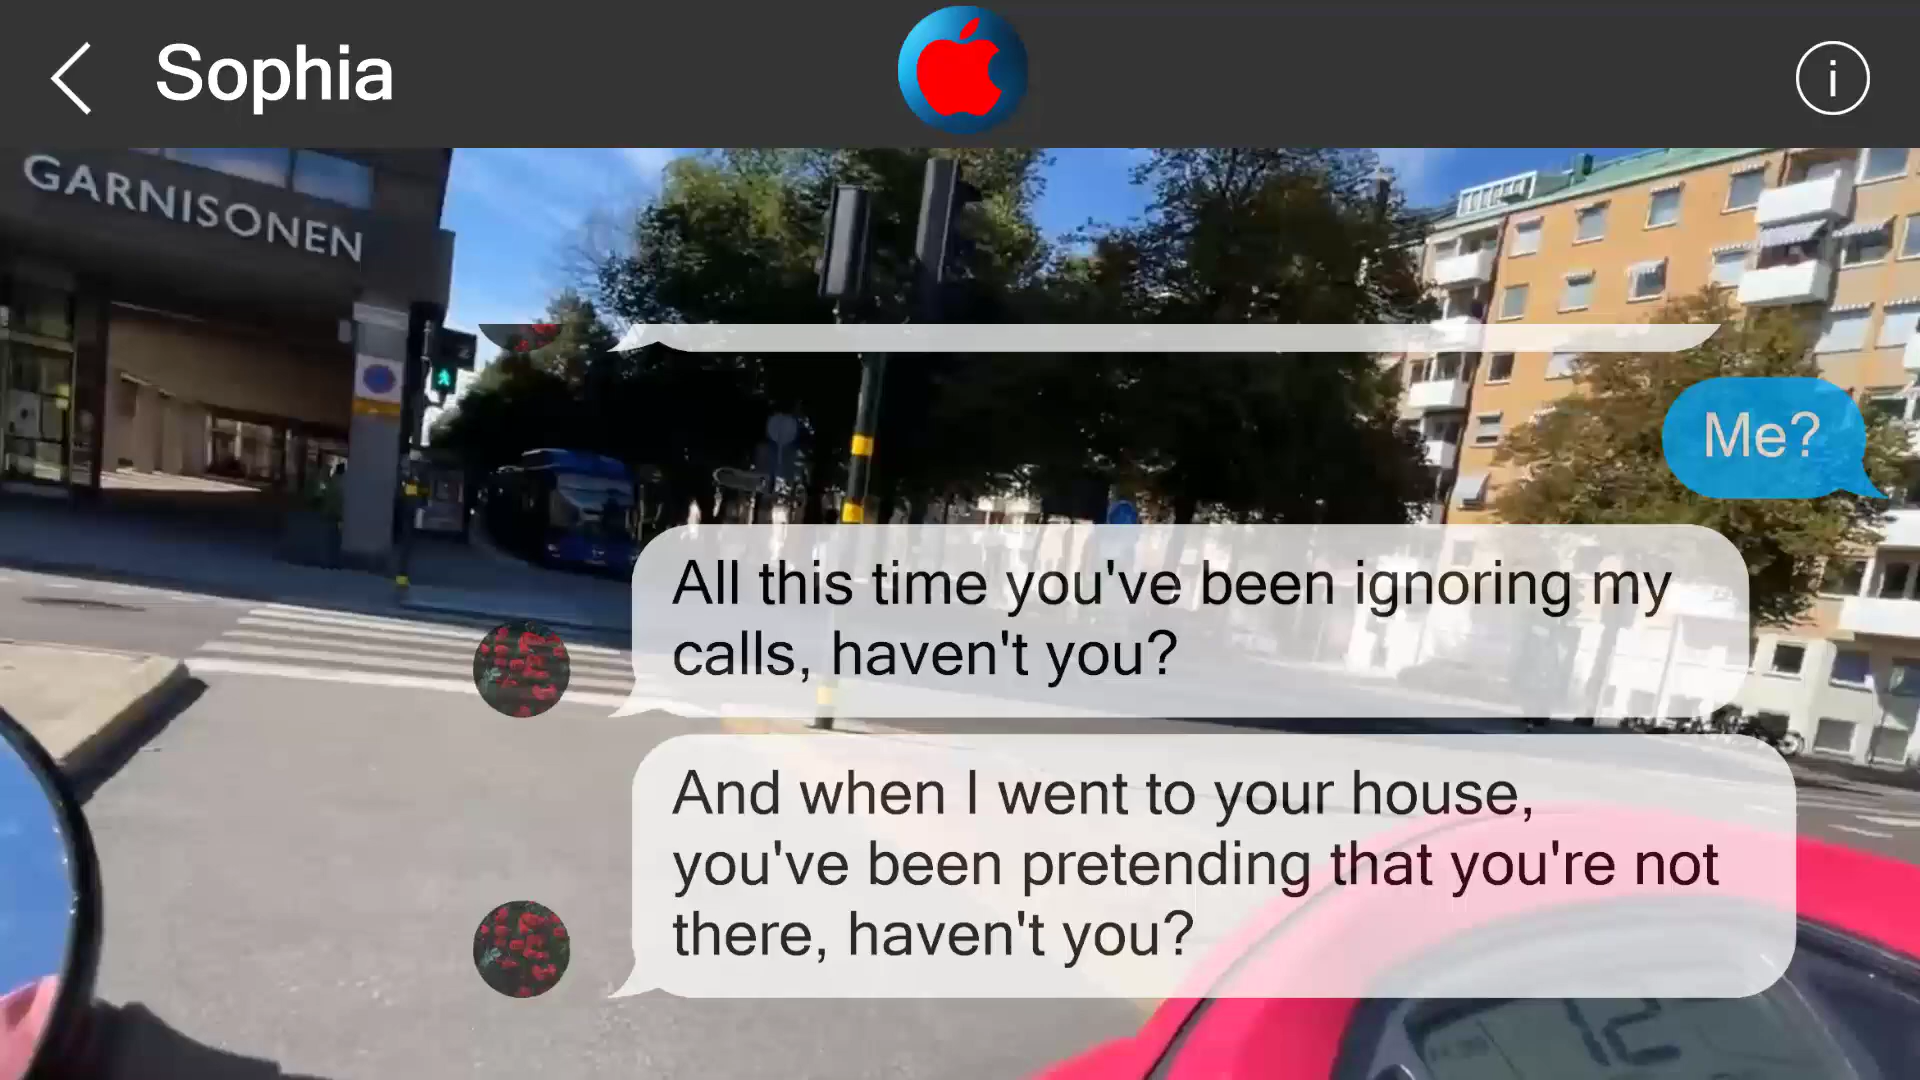 Sophia
i
GARNISONEN
Me?
All this time you've been ignoring my
calls, haven't you?
And when I went to your house,
you've been pretending that you're not
there, haven't you?
12